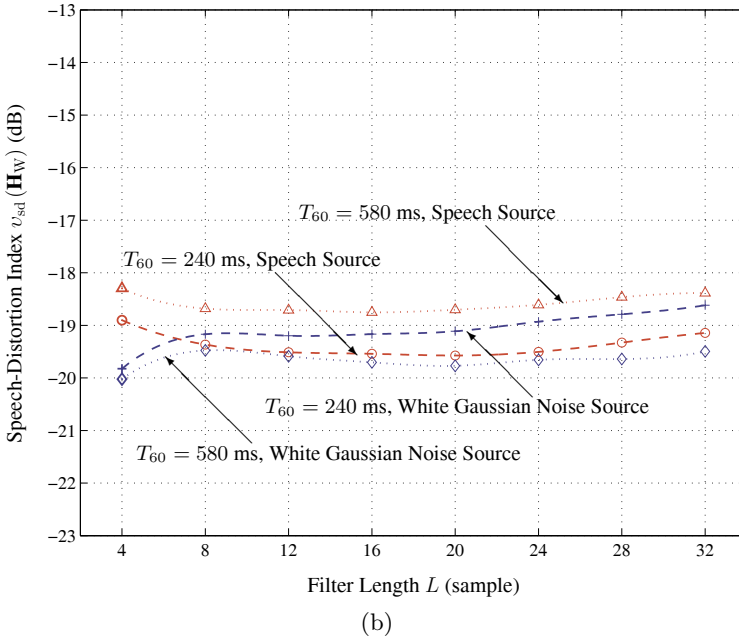 −13
−14
−15
−16
−17
−18
−19
−20
−21
−22
−23
Speech-Distortion Index υ_sd(H_W) (dB)
T₆₀ = 580 ms, Speech Source
T₆₀ = 240 ms, Speech Source
T₆₀ = 240 ms, White Gaussian Noise Source
T₆₀ = 580 ms, White Gaussian Noise Source
4 8 12 16 20 24 28 32
Filter Length L (sample)
(b)